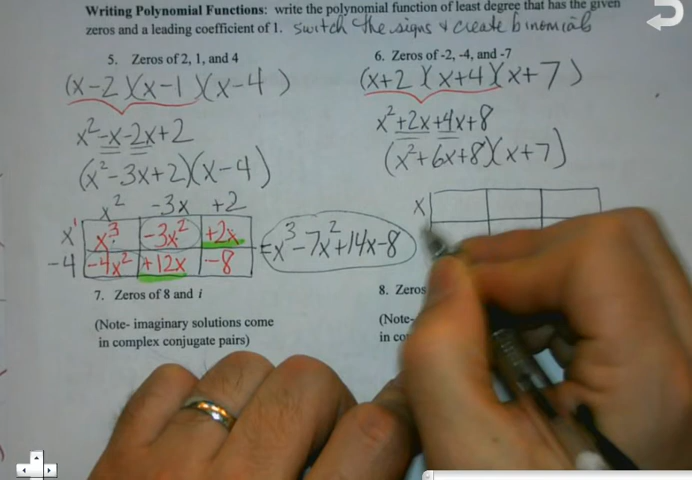 Writing Polynomial Functions: write the polynomial function of least degree that has the given
zeros and a leading coefficient of 1. switch the signs & create binomials
5. Zeros of 2, 1, and 4
(x-2)(x-1)(x-4)
x²-x-2x+2
(x²-3x+2)(x-4)
x² -3x +2
x x³ -3x² +2x
-4 -4x² +12x -8
=x³-7x²+14x-8
6. Zeros of -2, -4, and -7
(x+2)(x+4)(x+7)
x²+2x+4x+8
(x²+6x+8)(x+7)
x
7. Zeros of 8 and i
(Note- imaginary solutions come
in complex conjugate pairs)
8. Zeros
(Note-
in